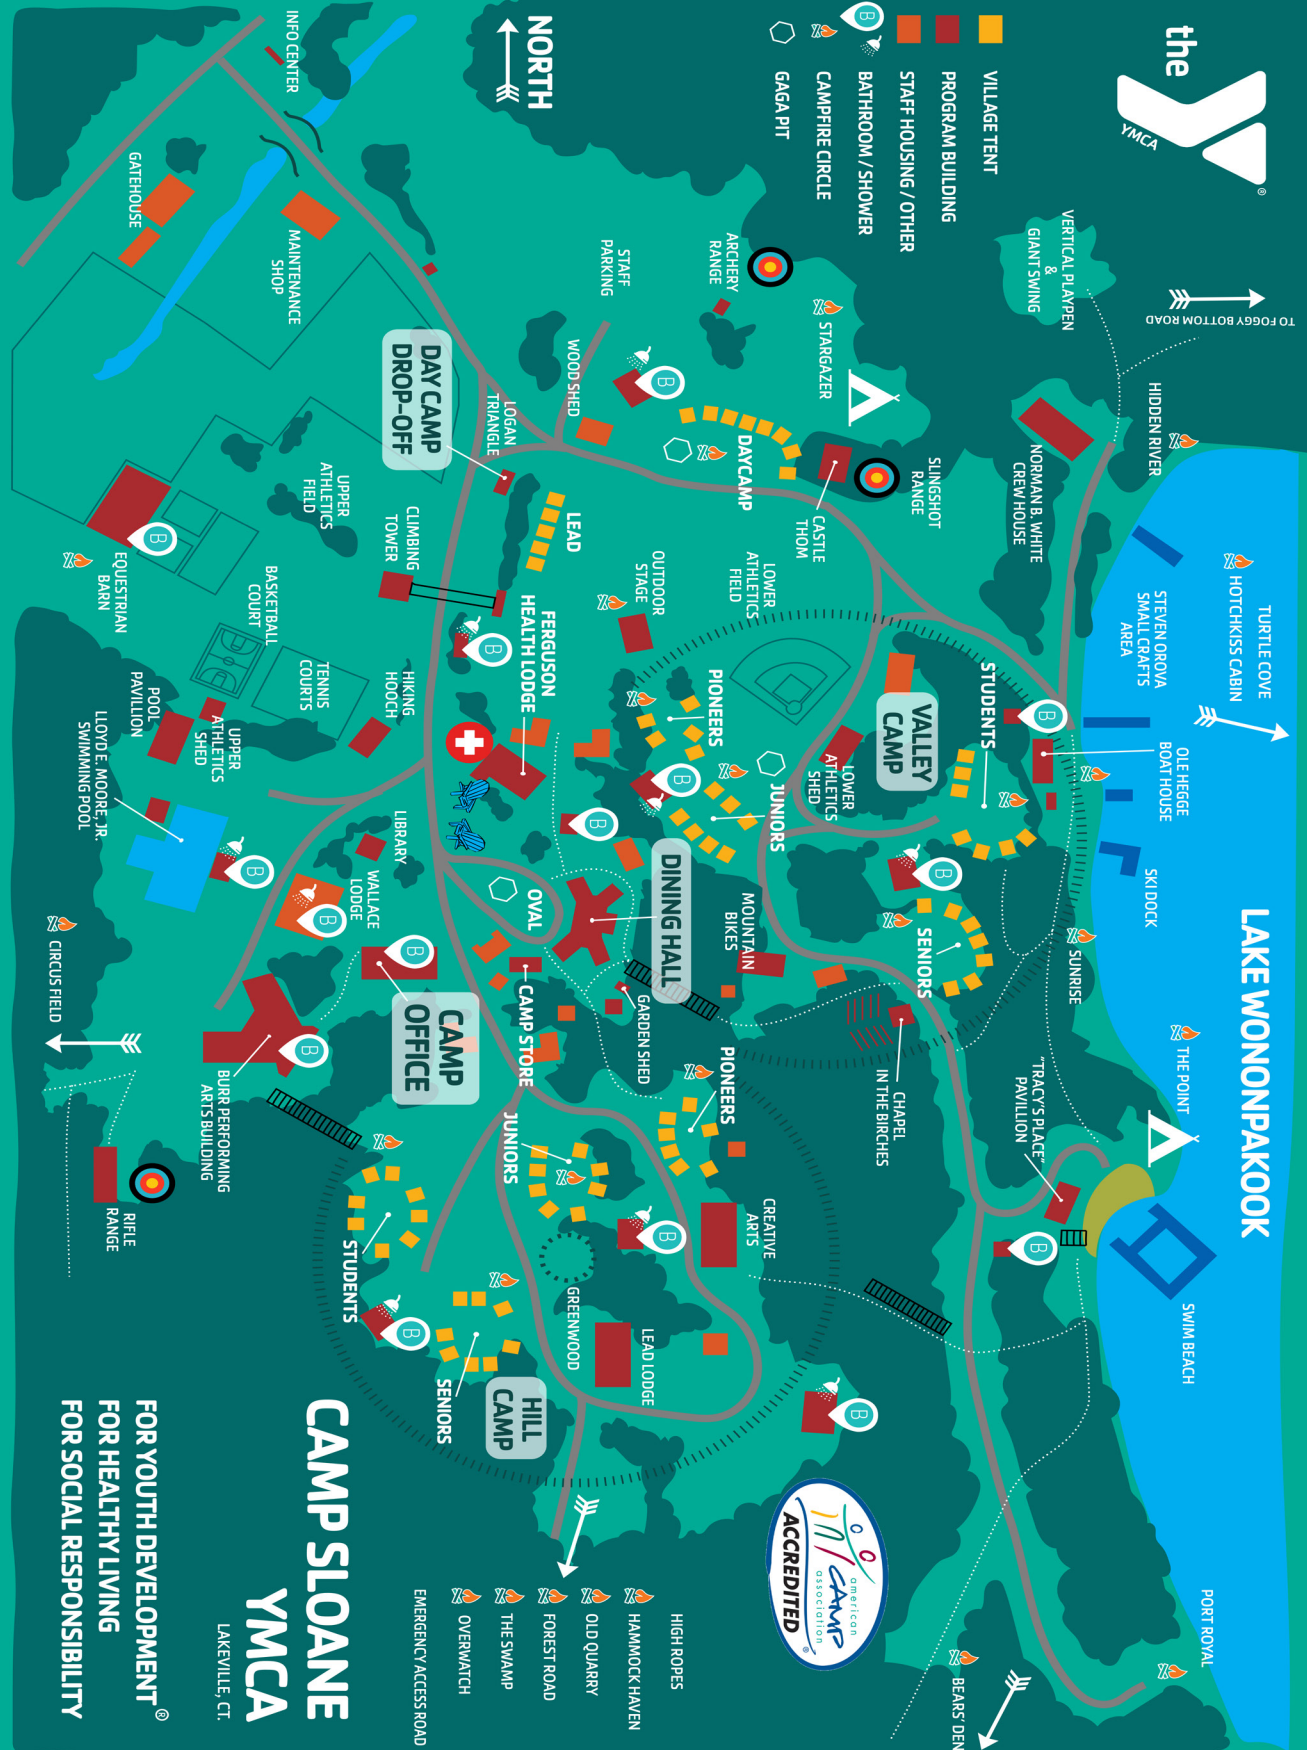 the
YMCA
®
VILLAGE TENT
PROGRAM BUILDING
STAFF HOUSING / OTHER
B
BATHROOM / SHOWER
CAMPFIRE CIRCLE
GAGA PIT
NORTH
INFO CENTER
GATEHOUSE
MAINTENANCE
SHOP
VERTICAL PLAYPEN
&
GIANT SWING
TO FOGGY BOTTOM ROAD
HIDDEN RIVER
NORMAN B. WHITE
CREW HOUSE
ARCHERY
RANGE
STARGAZER
STAFF
PARKING
WOOD SHED
B
DAYCAMP
SLINGSHOT
RANGE
CASTLE
THOM
DAY CAMP
DROP-OFF
LOGAN
TRIANGLE
LEAD
CLIMBING
TOWER
UPPER
ATHLETICS
FIELD
B
EQUESTRIAN
BARN
BASKETBALL
COURT
TENNIS
COURTS
HIKING
HOOCH
POOL
PAVILLION
UPPER
ATHLETICS
SHED
LLOYD E. MOORE, JR.
SWIMMING POOL
B
OUTDOOR
STAGE
LOWER
ATHLETICS
FIELD
B
FERGUSON
HEALTH LODGE
PIONEERS
B
JUNIORS
LOWER
ATHLETICS
SHED
VALLEY
CAMP
STUDENTS
B
B
SENIORS
TURTLE COVE
HOTCHKISS CABIN
STEVEN OROVA
SMALL CRAFTS
AREA
OLE HEGGE
BOAT HOUSE
SKI DOCK
LAKE WONONPAKOOK
SUNRISE
THE POINT
"TRACY'S PLACE"
PAVILION
B
SWIM BEACH
PORT ROYAL
BEARS' DEN
B
DINING HALL
MOUNTAIN
BIKES
OVAL
LIBRARY
WALLACE
LODGE
B
B
CAMP
OFFICE
CAMP STORE
GARDEN SHED
CHAPEL
IN THE BIRCHES
CIRCUS FIELD
B
BURR PERFORMING
ARTS BUILDING
RIFLE
RANGE
PIONEERS
JUNIORS
B
CREATIVE
ARTS
GREENWOOD
LEAD LODGE
STUDENTS
B
SENIORS
HILL
CAMP
B
american
CAMP
association
ACCREDITED
®
HIGH ROPES
HAMMOCK HAVEN
OLD QUARRY
FOREST ROAD
THE SWAMP
OVERWATCH
EMERGENCY ACCESS ROAD
CAMP SLOANE
YMCA
LAKEVILLE, CT.
FOR YOUTH DEVELOPMENT®
FOR HEALTHY LIVING
FOR SOCIAL RESPONSIBILITY